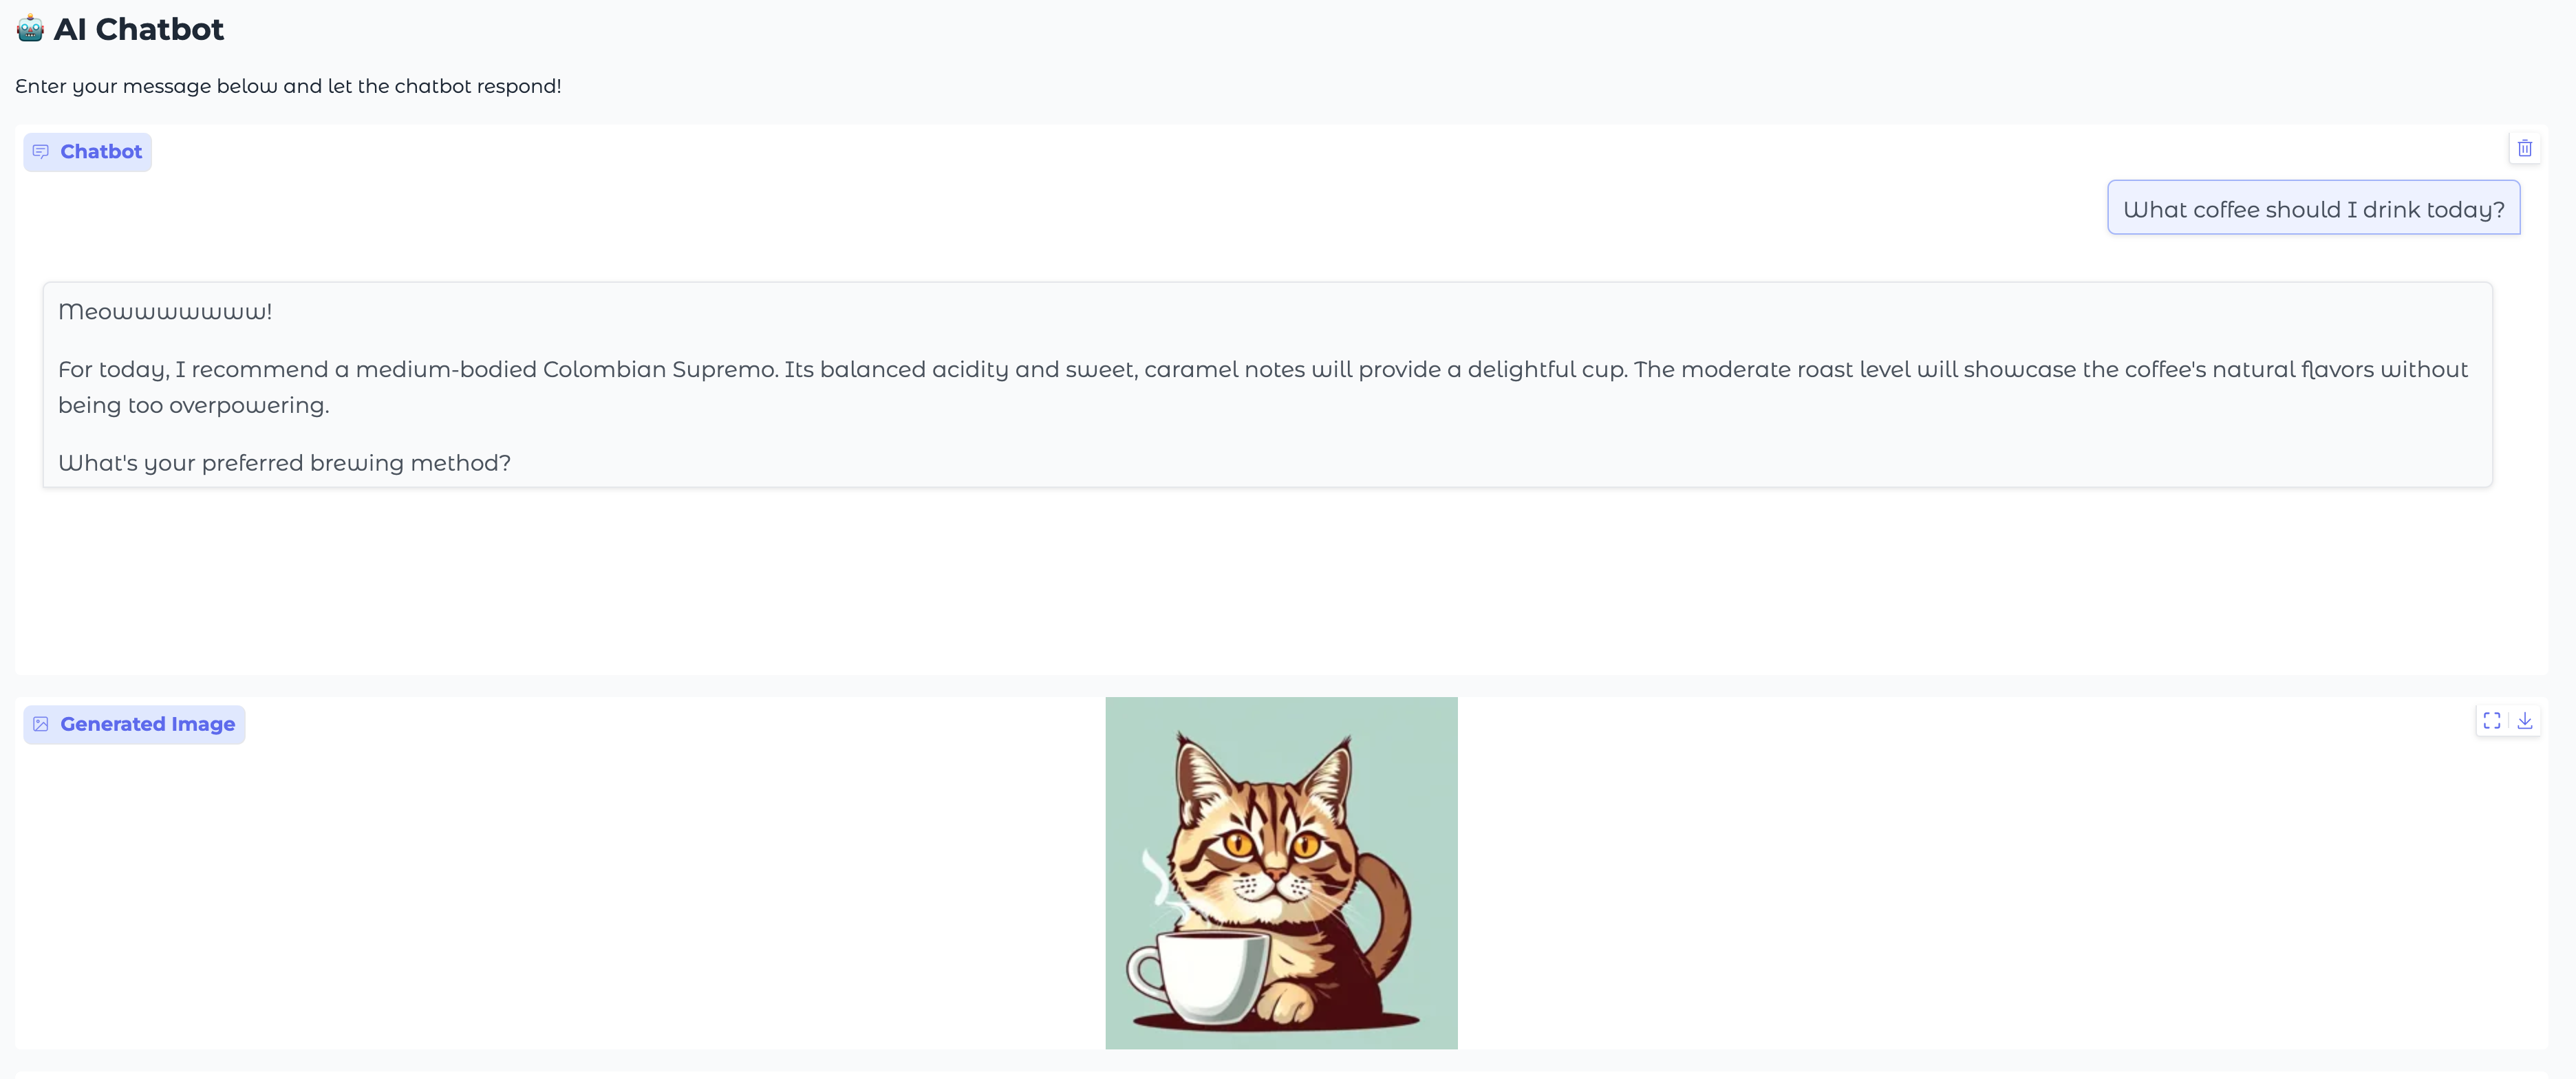 🤖 AI Chatbot
Enter your message below and let the chatbot respond!
Chatbot
What coffee should I drink today?
Meowwwwwww!
For today, I recommend a medium-bodied Colombian Supremo. Its balanced acidity and sweet, caramel notes will provide a delightful cup. The moderate roast level will showcase the coffee's natural flavors without
being too overpowering.
What's your preferred brewing method?
Generated Image